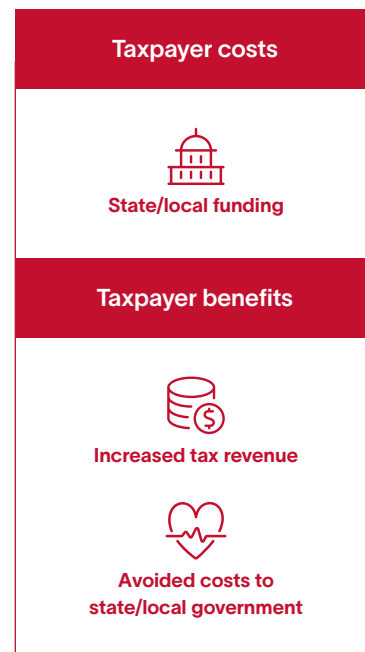 Taxpayer costs
State/local funding
Taxpayer benefits
$
Increased tax revenue
Avoided costs to
state/local government